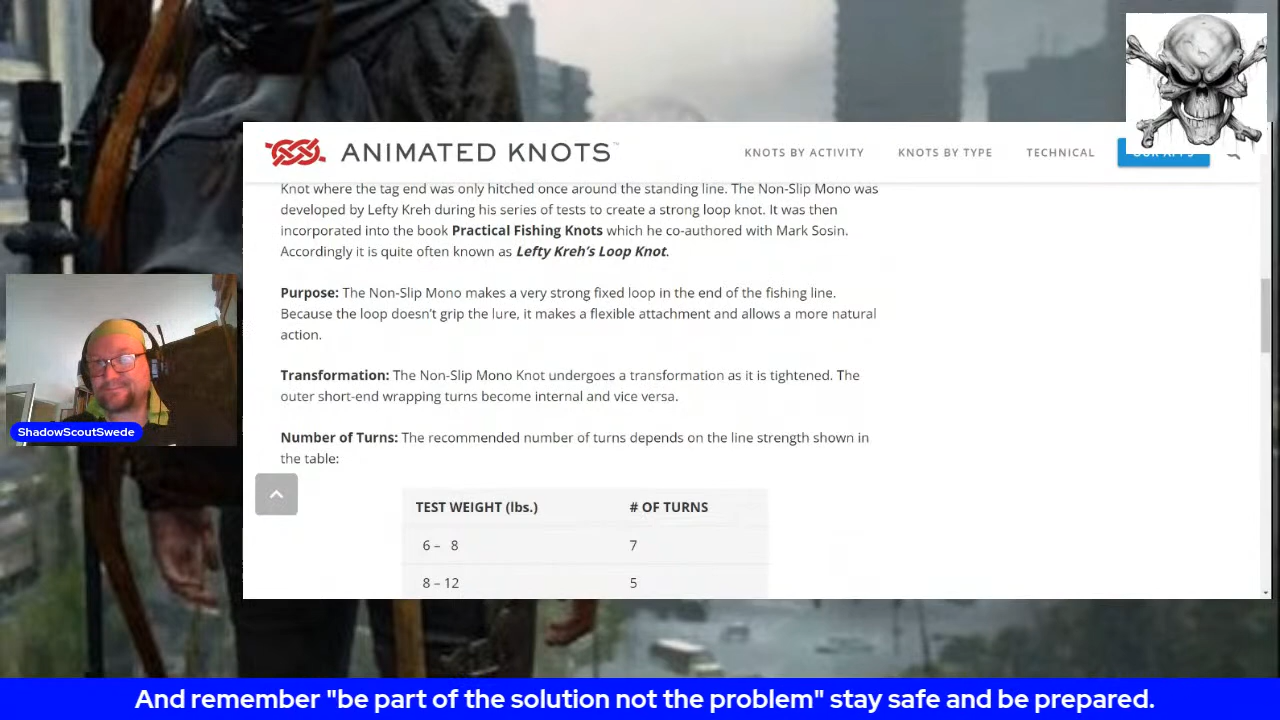 ANIMATED KNOTS™
KNOTS BY ACTIVITY
KNOTS BY TYPE
TECHNICAL
OUR APPS
Knot where the tag end was only hitched once around the standing line. The Non-Slip Mono was
developed by Lefty Kreh during his series of tests to create a strong loop knot. It was then
incorporated into the book Practical Fishing Knots which he co-authored with Mark Sosin.
Accordingly it is quite often known as Lefty Kreh's Loop Knot.
Purpose: The Non-Slip Mono makes a very strong fixed loop in the end of the fishing line.
Because the loop doesn't grip the lure, it makes a flexible attachment and allows a more natural
action.
Transformation: The Non-Slip Mono Knot undergoes a transformation as it is tightened. The
outer short-end wrapping turns become internal and vice versa.
Number of Turns: The recommended number of turns depends on the line strength shown in
the table:
TEST WEIGHT (lbs.) # OF TURNS
6 – 8 7
8 – 12 5
ShadowScoutSwede
And remember "be part of the solution not the problem" stay safe and be prepared.